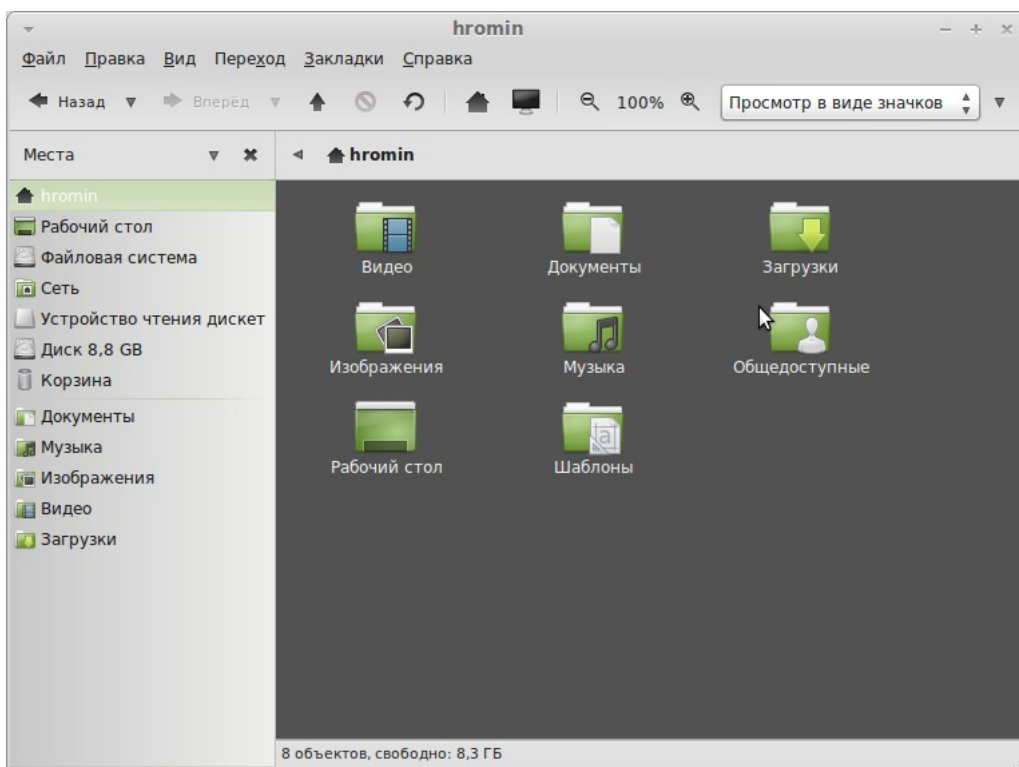 hromin
Файл Правка Вид Переход Закладки Справка
Назад Вперёд 100% Просмотр в виде значков
Места
hromin
hromin
Рабочий стол
Файловая система
Сеть
Устройство чтения дискет
Диск 8,8 GB
Корзина
Документы
Музыка
Изображения
Видео
Загрузки
Видео Документы Загрузки
Изображения Музыка Общедоступные
Рабочий стол Шаблоны
a
8 объектов, свободно: 8,3 ГБ